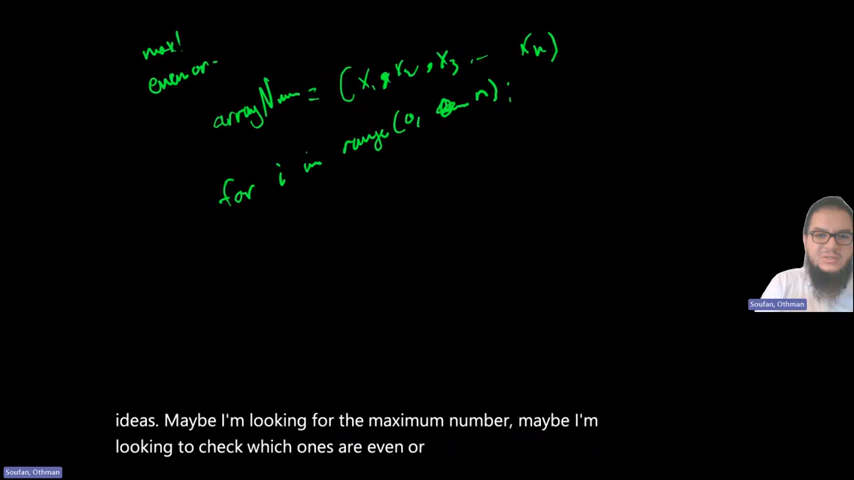 max!
even or-
arrayNum = (x1, x2, x3 -- xn)
for i in range(0, n);
Soufan, Othman
ideas. Maybe I'm looking for the maximum number, maybe I'm
looking to check which ones are even or
Soufan, Othman